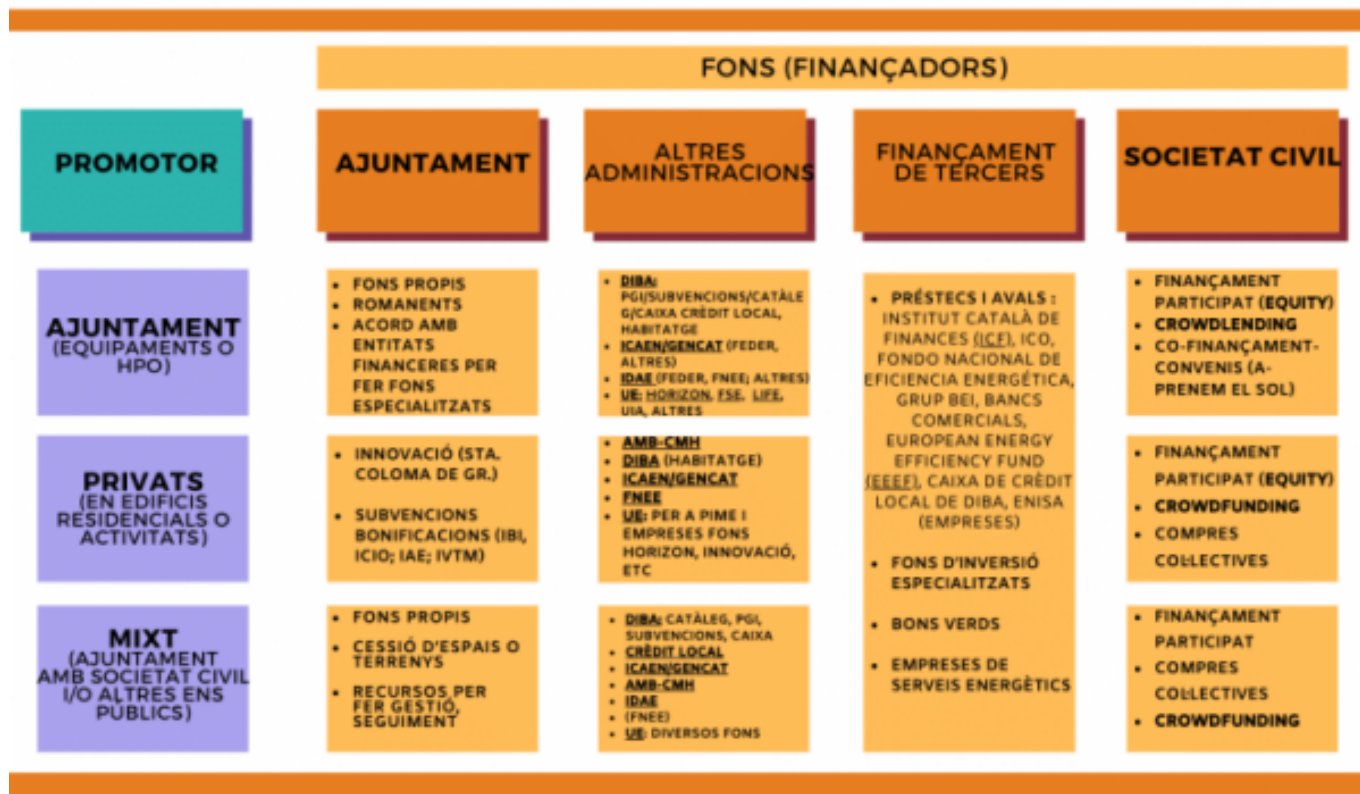 FONS (FINANÇADORS)
PROMOTOR
AJUNTAMENT
ALTRES
ADMINISTRACIONS
FINANÇAMENT
DE TERCERS
SOCIETAT CIVIL
AJUNTAMENT
(EQUIPAMENTS O
HPO)
• FONS PROPIS
• ROMANENTS
• ACORD AMB
ENTITATS
FINANCERES PER
FER FONS
ESPECIALITZATS
• DIBA:
PGI/SUBVENCIONS/CATÀLE
G/CAIXA CRÈDIT LOCAL,
HABITATGE
• ICAEN/GENCAT (FEDER,
ALTRES)
• IDAE (FEDER, FNEE; ALTRES)
• UE: HORIZON, FSE, LIFE,
UIA, ALTRES
• PRÉSTECS I AVALS :
INSTITUT CATALÀ DE
FINANCES (ICF), ICO,
FONDO NACIONAL DE
EFICIENCIA ENERGÉTICA,
GRUP BEI, BANCS
COMERCIALS,
EUROPEAN ENERGY
EFFICIENCY FUND
(EEEF), CAIXA DE CRÈDIT
LOCAL DE DIBA, ENISA
(EMPRESES)
• FONS D'INVERSIÓ
ESPECIALITZATS
• BONS VERDS
• EMPRESES DE
SERVEIS ENERGÈTICS
• FINANÇAMENT
PARTICIPAT (EQUITY)
• CROWDLENDING
• CO-FINANÇAMENT-
CONVENIS (A-
PRENEM EL SOL)
PRIVATS
(EN EDIFICIS
RESIDENCIALS O
ACTIVITATS)
• INNOVACIÓ (STA.
COLOMA DE GR.)
• SUBVENCIONS
BONIFICACIONS (IBI,
ICIO; IAE; IVTM)
• AMB-CMH
• DIBA (HABITATGE)
• ICAEN/GENCAT
• FNEE
• UE: PER A PIME I
EMPRESES FONS
HORIZON, INNOVACIÓ,
ETC
• FINANÇAMENT
PARTICIPAT (EQUITY)
• CROWDFUNDING
• COMPRES
COL·LECTIVES
MIXT
(AJUNTAMENT
AMB SOCIETAT CIVIL
I/O ALTRES ENS
PÚBLICS)
• FONS PROPIS
• CESSIÓ D'ESPAIS O
TERRENYS
• RECURSOS PER
FER GESTIÓ,
SEGUIMENT
• DIBA: CATÀLEG, PGI,
SUBVENCIONS, CAIXA
• CRÈDIT LOCAL
• ICAEN/GENCAT
• AMB-CMH
• IDAE
• (FNEE)
• UE: DIVERSOS FONS
• FINANÇAMENT
PARTICIPAT
• COMPRES
COL·LECTIVES
• CROWDFUNDING